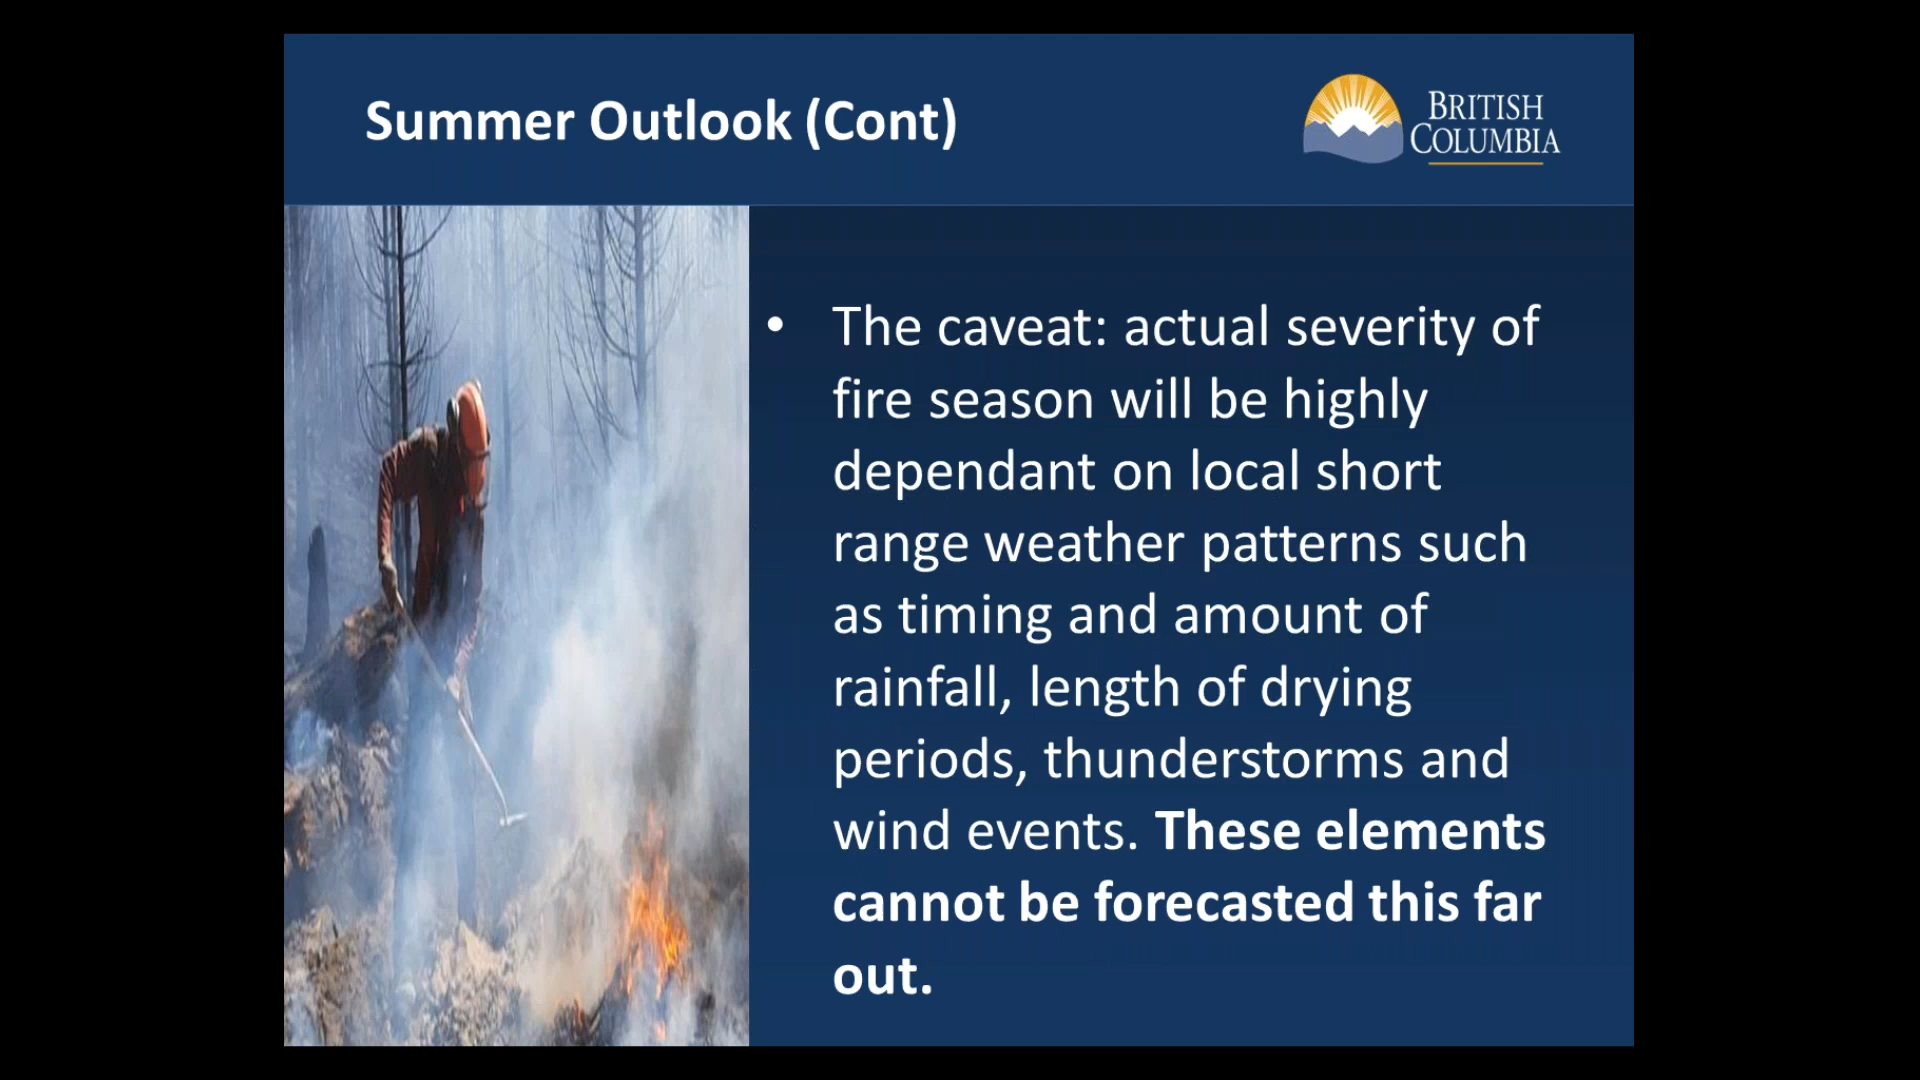 Summer Outlook (Cont)
BRITISH
COLUMBIA
• The caveat: actual severity of
fire season will be highly
dependant on local short
range weather patterns such
as timing and amount of
rainfall, length of drying
periods, thunderstorms and
wind events. These elements
cannot be forecasted this far
out.